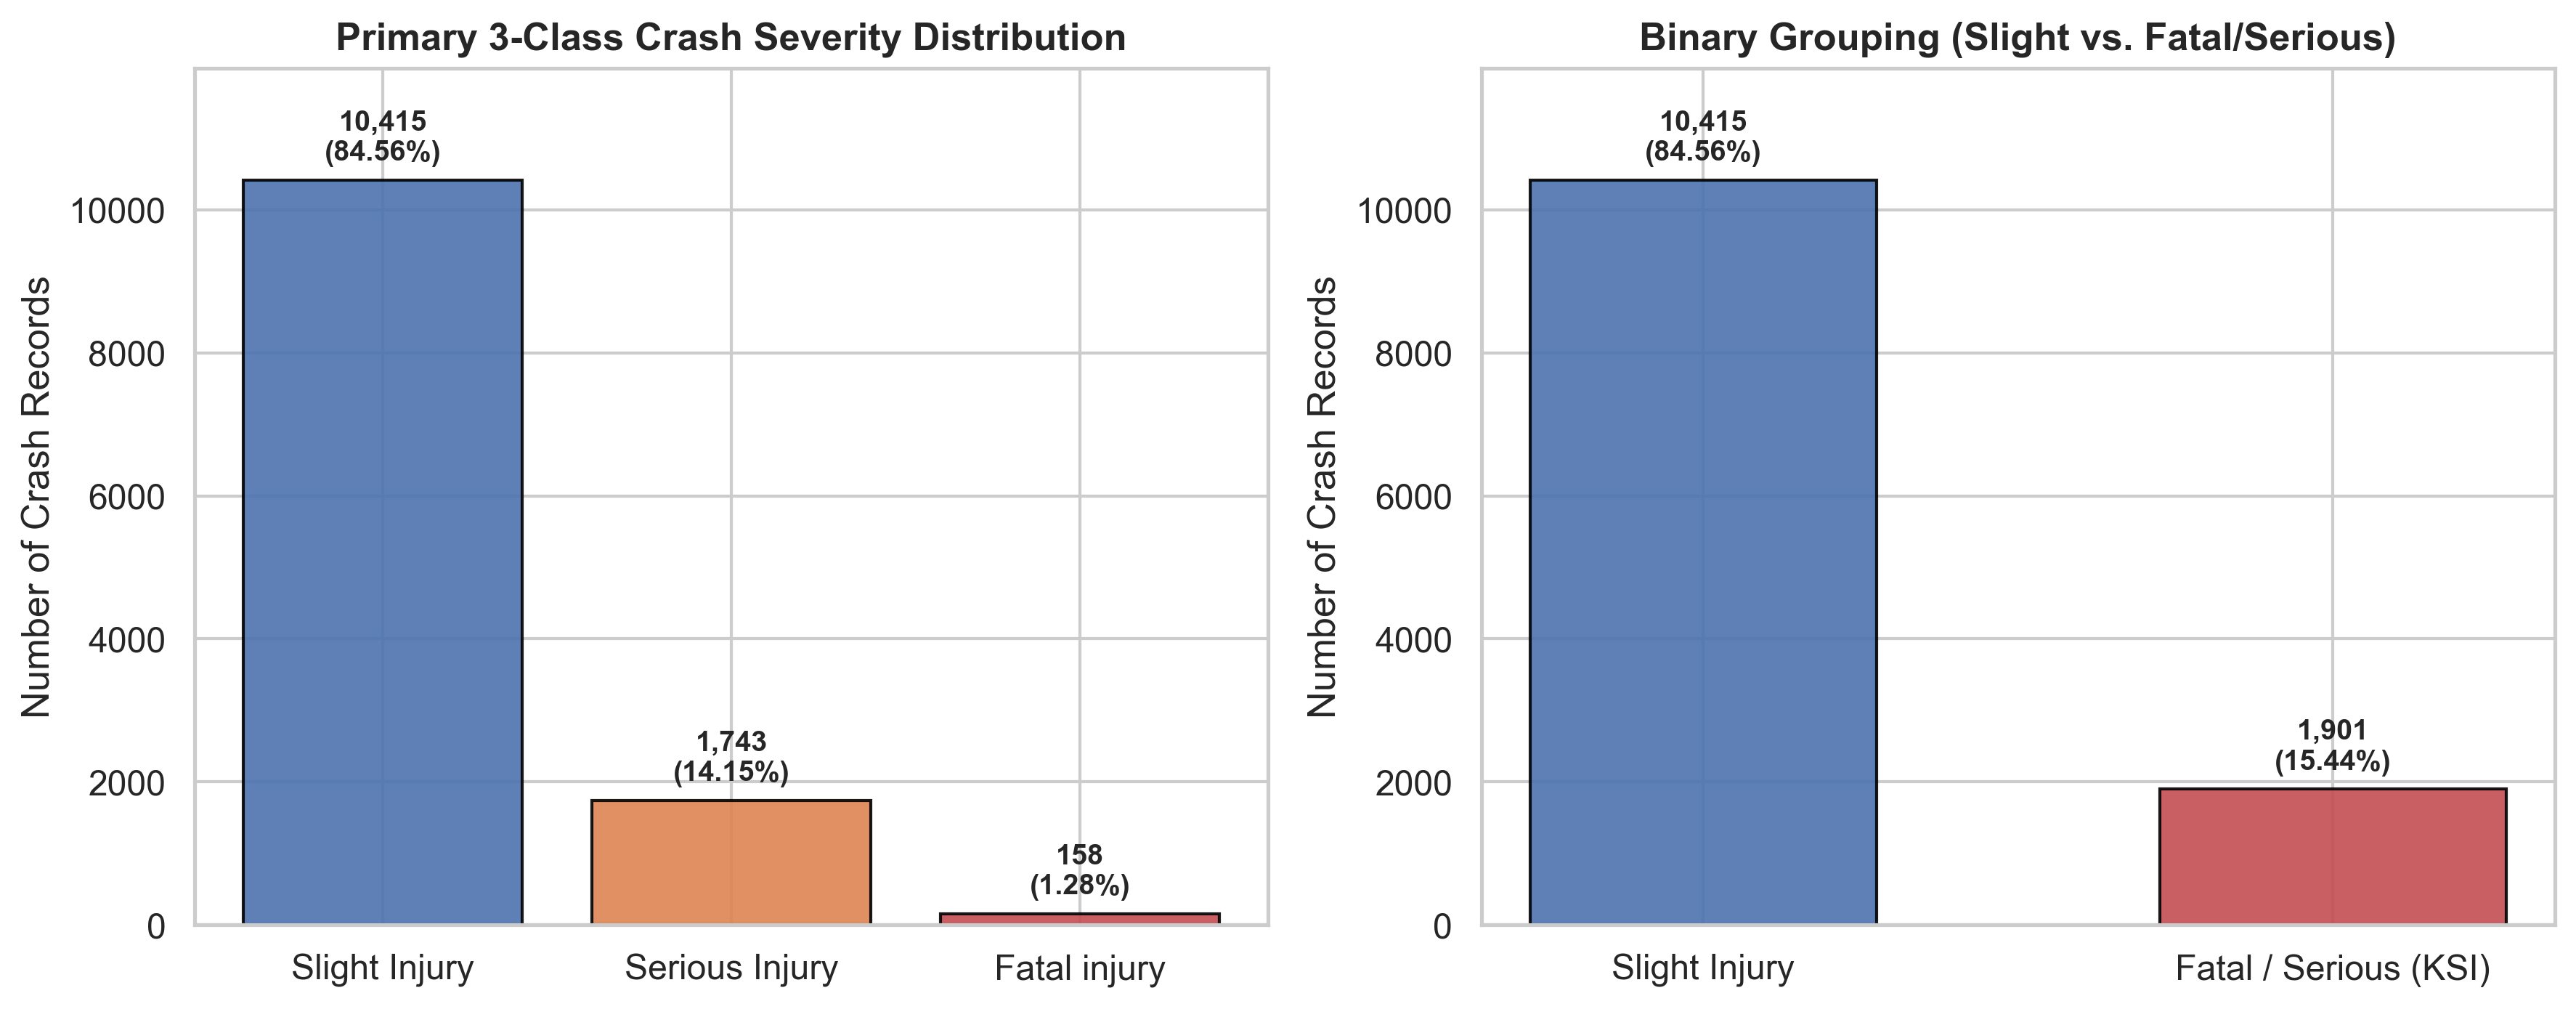 Primary 3-Class Crash Severity Distribution
Number of Crash Records
10000
8000
6000
4000
2000
0
10,415
(84.56%)
1,743
(14.15%)
158
(1.28%)
Slight Injury
Serious Injury
Fatal injury
Binary Grouping (Slight vs. Fatal/Serious)
Number of Crash Records
10000
8000
6000
4000
2000
0
10,415
(84.56%)
1,901
(15.44%)
Slight Injury
Fatal / Serious (KSI)